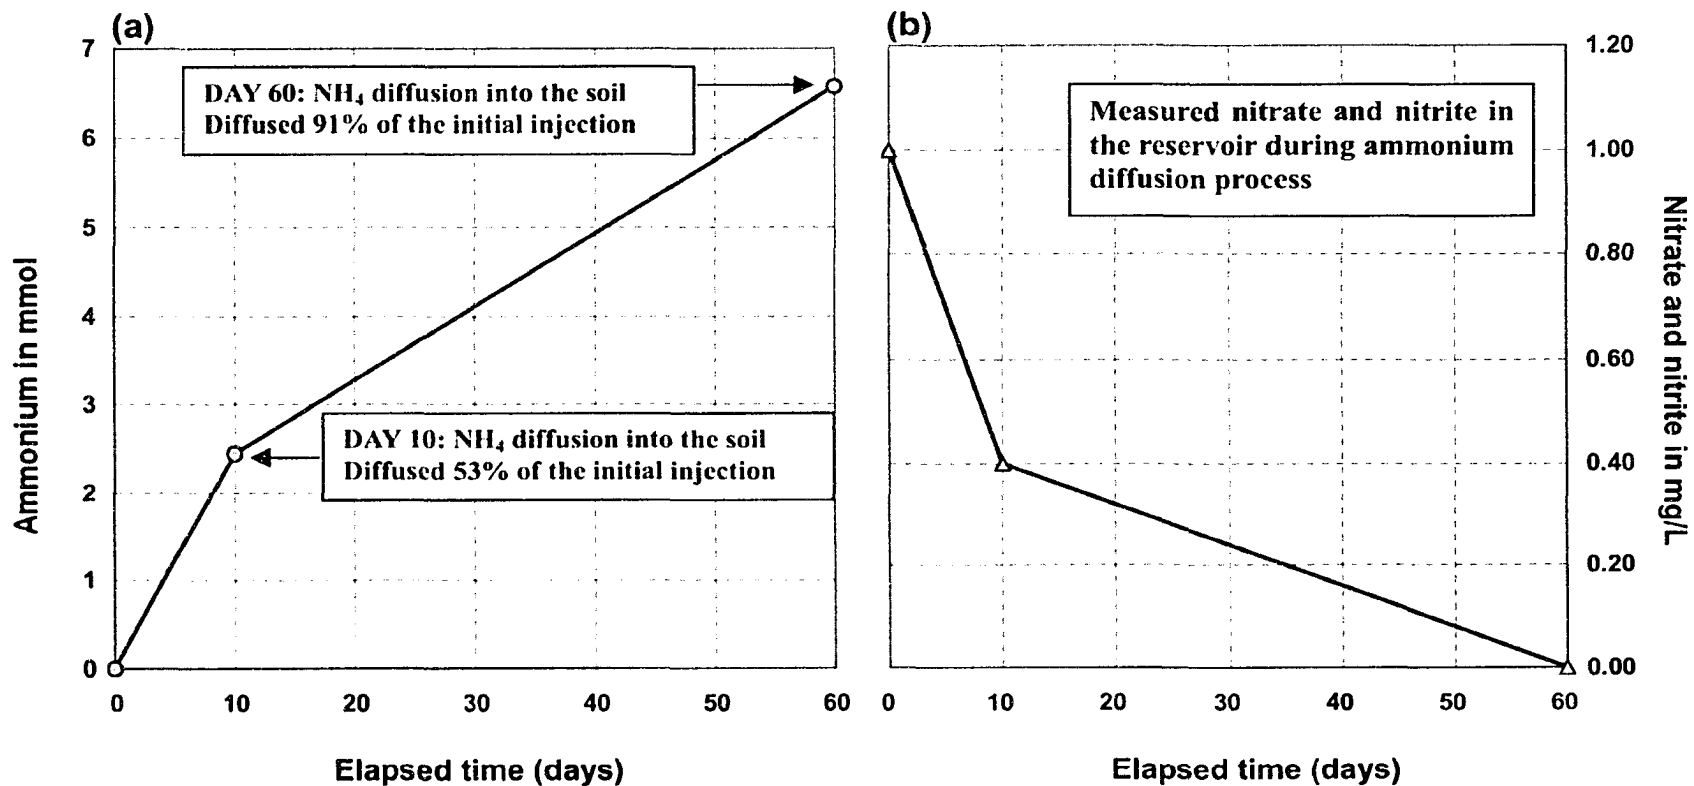 (a)
7
6
5
4
3
2
1
0
Ammonium in mmol
DAY 60: NH₄ diffusion into the soil
Diffused 91% of the initial injection
DAY 10: NH₄ diffusion into the soil
Diffused 53% of the initial injection
0 10 20 30 40 50 60
Elapsed time (days)
(b)
Measured nitrate and nitrite in
the reservoir during ammonium
diffusion process
1.20
1.00
0.80
0.60
0.40
0.20
0.00
Nitrate and nitrite in mg/L
0 10 20 30 40 50 60
Elapsed time (days)